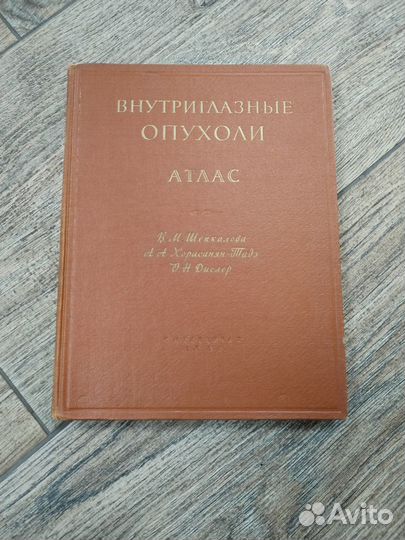 ВНУТРИГЛАЗНЫЕ
ОПУХОЛИ
АТЛАС
В. М. Шепкалова
А. А. Хорасанян-Тадэ
О. Н. Дислер
Avito